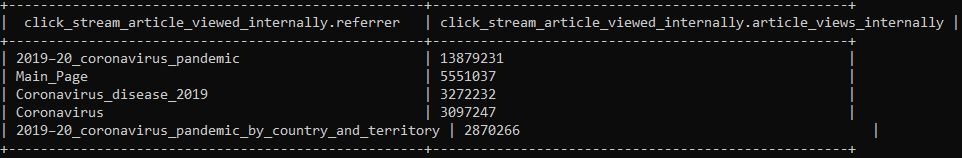 +--------------------------------------------------+--------------------------------------------------+
|  click_stream_article_viewed_internally.referrer  | click_stream_article_viewed_internally.article_views_internally |
+--------------------------------------------------+--------------------------------------------------+
| 2019–20_coronavirus_pandemic | 13879231 |
| Main_Page | 5551037 |
| Coronavirus_disease_2019 | 3272232 |
| Coronavirus | 3097247 |
| 2019–20_coronavirus_pandemic_by_country_and_territory | 2870266 |
+--------------------------------------------------+--------------------------------------------------+